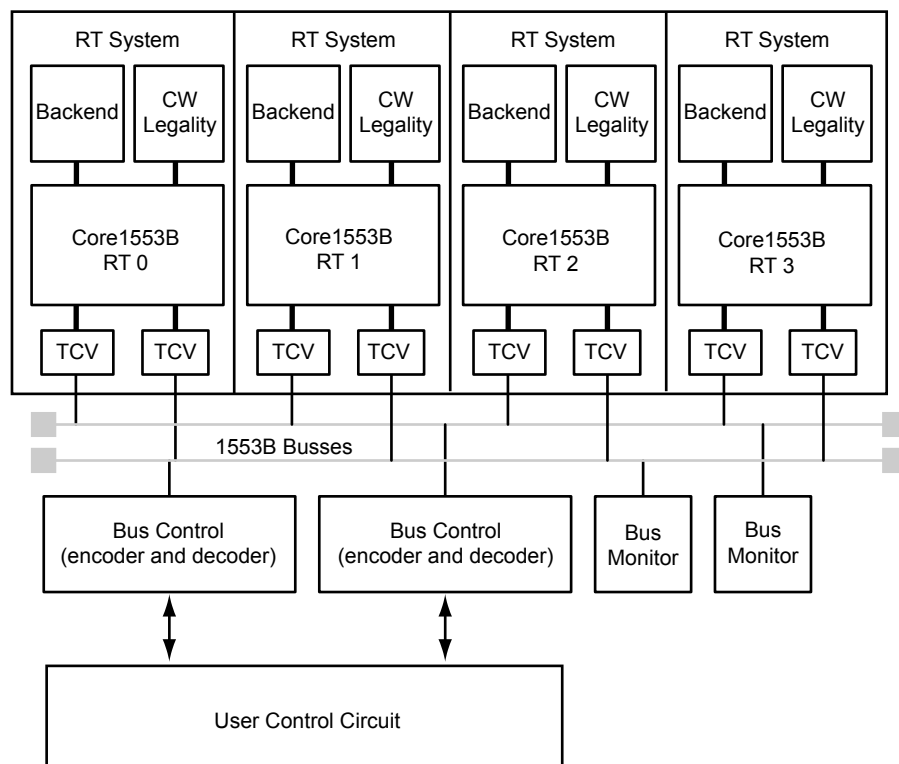 RT System
RT System
RT System
RT System
Backend
CW
Legality
Backend
CW
Legality
Backend
CW
Legality
Backend
CW
Legality
Core1553B
RT 0
Core1553B
RT 1
Core1553B
RT 2
Core1553B
RT 3
TCV
TCV
TCV
TCV
TCV
TCV
TCV
TCV
1553B Busses
Bus Control
(encoder and decoder)
Bus Control
(encoder and decoder)
Bus
Monitor
Bus
Monitor
User Control Circuit